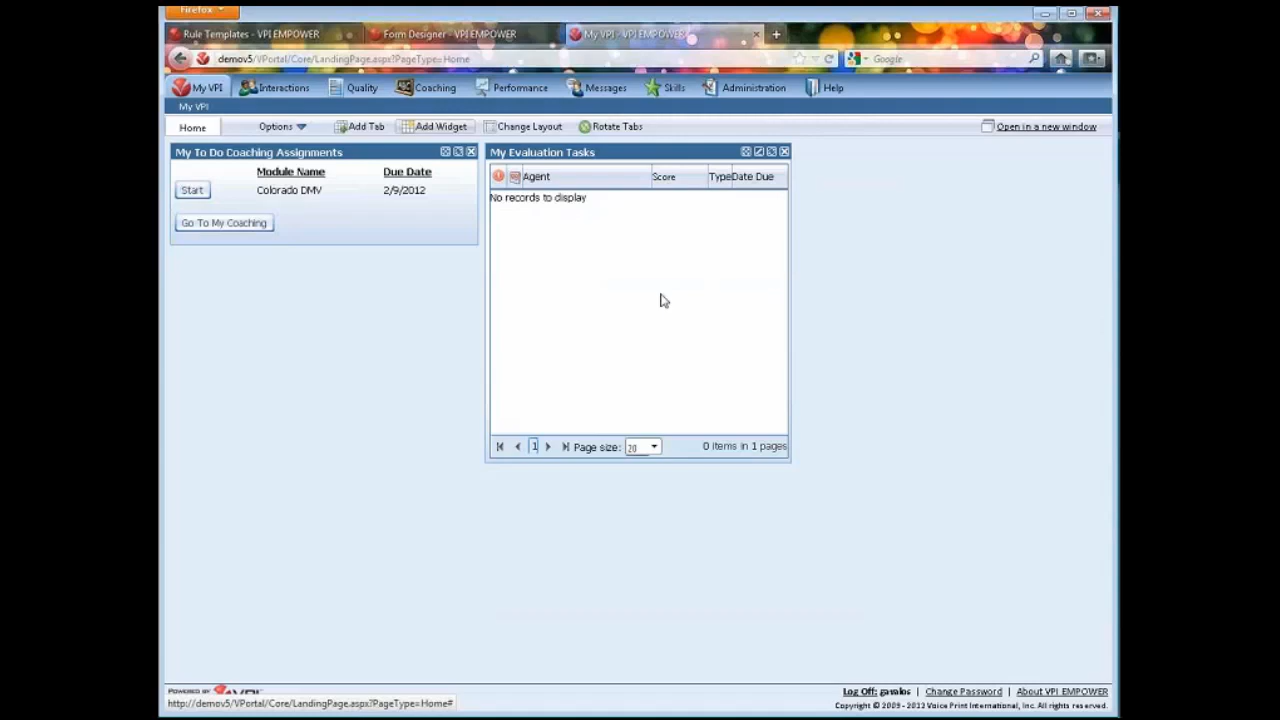 Firefox
Rule Templates - VPI EMPOWER
Form Designer - VPI EMPOWER
My VPI - VPI EMPOWER
demov5/VPortal/Core/LandingPage.aspx?PageType=Home
Google
My VPI Interactions Quality Coaching Performance Messages Skills Administration Help
My VPI
Home Options Add Tab Add Widget Change Layout Rotate Tabs Open in a new window
My To Do Coaching Assignments
Module Name Due Date
Start Colorado DMV 2/9/2012
Go To My Coaching
My Evaluation Tasks
Agent Score Type Date Due
No records to display
1 Page size: 20 0 items in 1 pages
POWERED BY VPI
Log Off: gavalos | Change Password | About VPI EMPOWER
http://demov5/VPortal/Core/LandingPage.aspx?PageType=Home#
Copyright © 2009 - 2012 Voice Print International, Inc. All rights reserved.